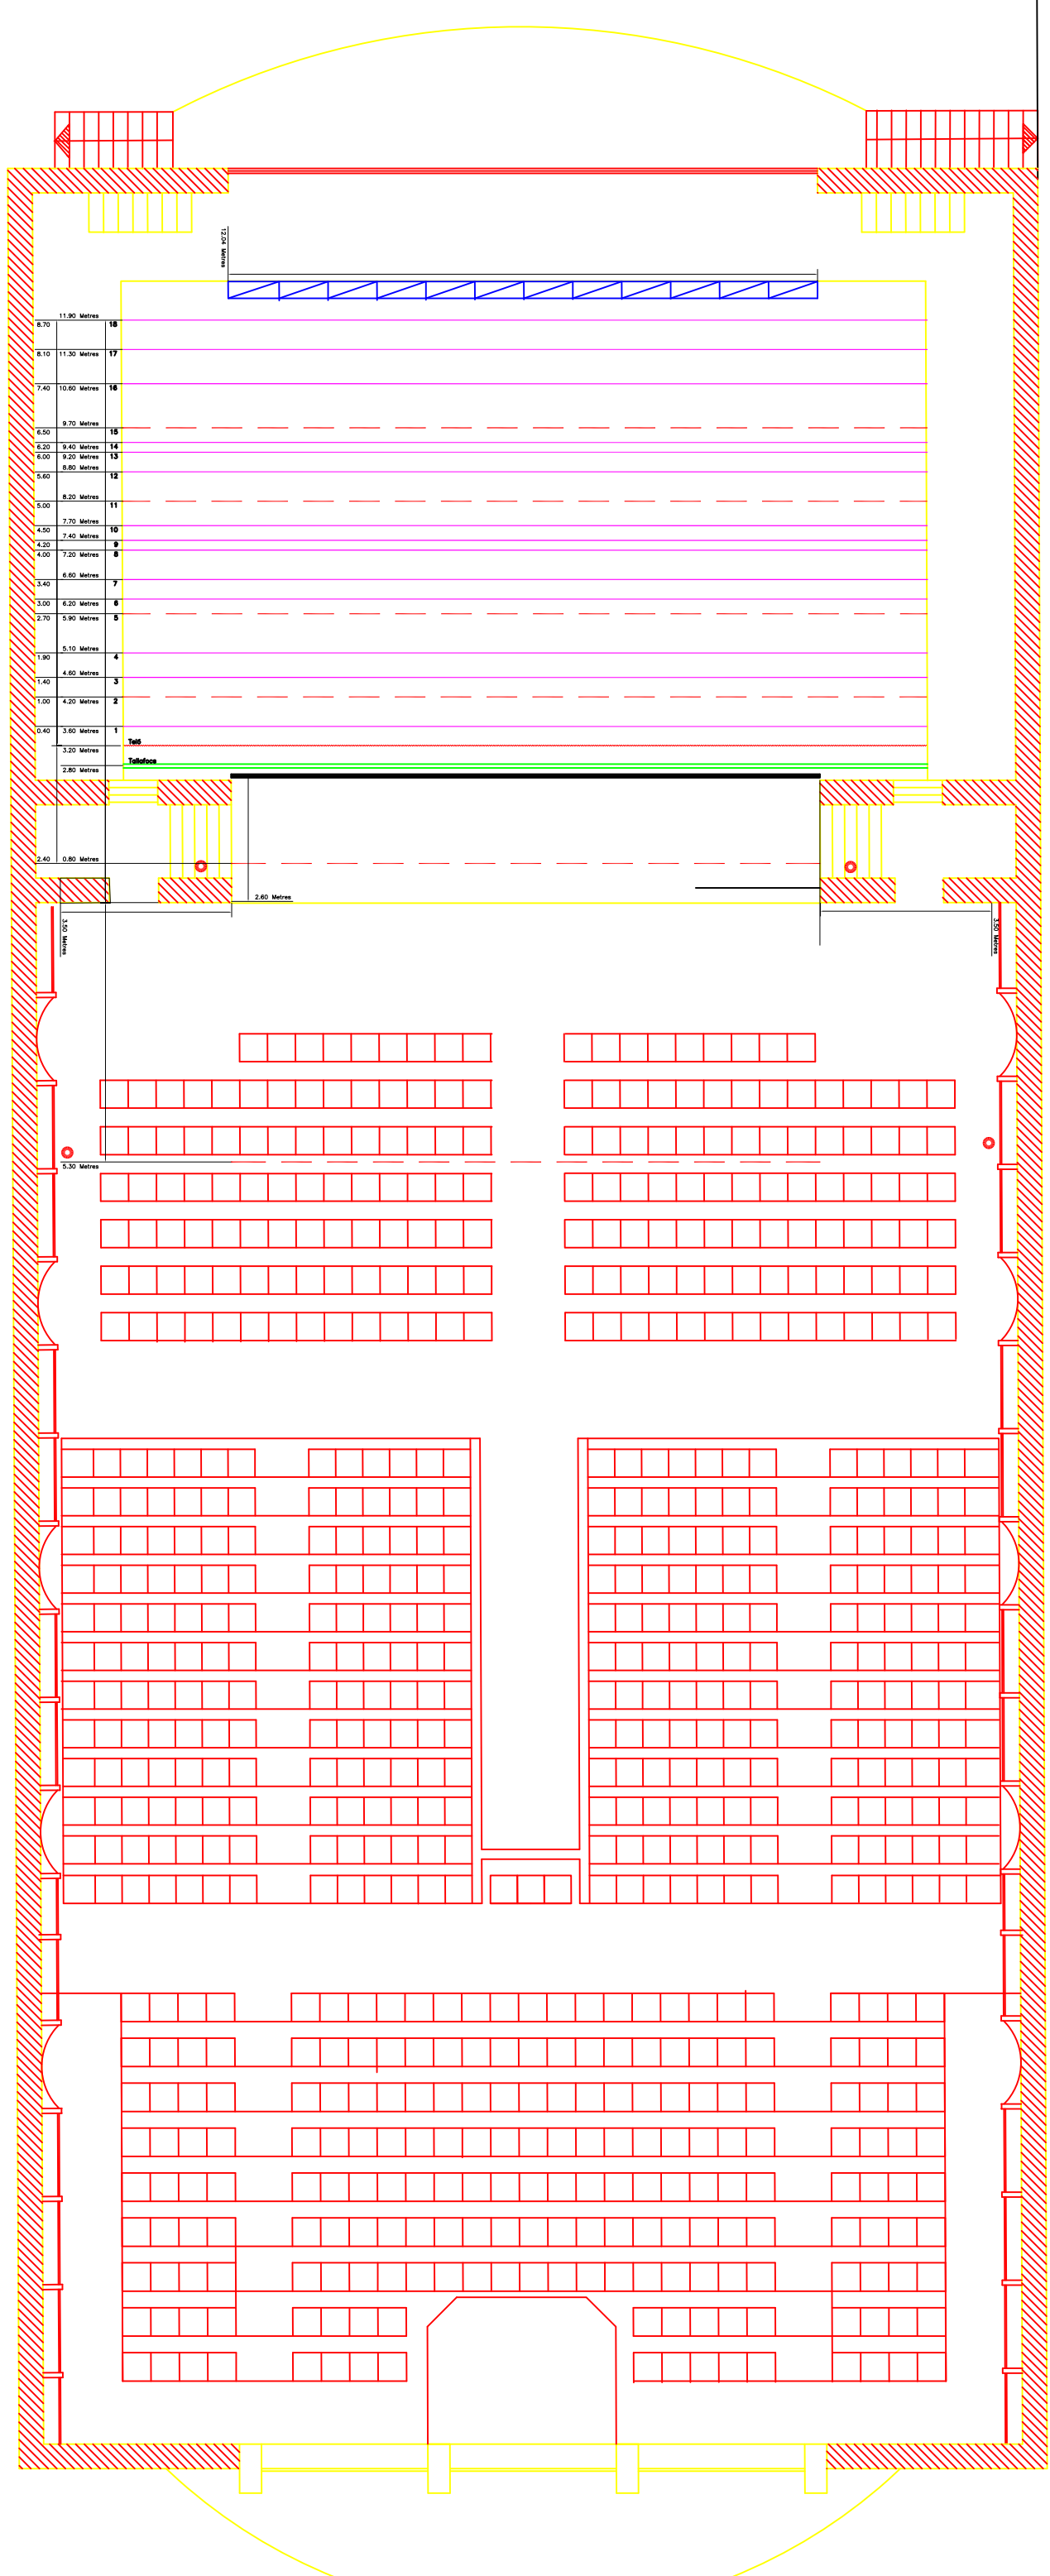 12.04 Metres
11.90 Metres
8.70 18
8.10 11.30 Metres 17
7.40 10.60 Metres 16
9.70 Metres
6.50 15
6.20 9.40 Metres 14
6.00 9.20 Metres 13
8.80 Metres
5.60 12
8.20 Metres
5.00 11
7.70 Metres
4.50 10
7.40 Metres
4.20 9
4.00 7.20 Metres 8
6.60 Metres
3.40 7
3.00 6.20 Metres 6
2.70 5.90 Metres 5
5.10 Metres
1.90 4
4.60 Metres
1.40 3
1.00 4.20 Metres 2
0.40 3.60 Metres 1
Teló
3.20 Metres
Tallafocs
2.80 Metres
2.40 0.80 Metres
2.60 Metres
3.50 Metres
3.50 Metres
5.30 Metres